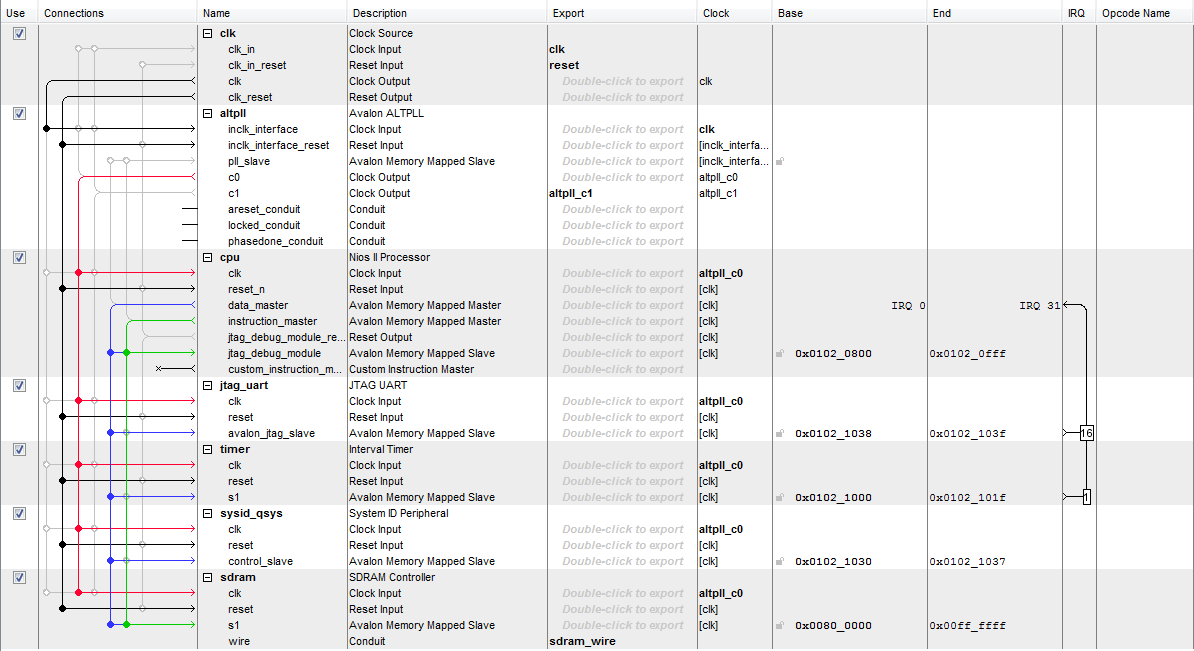 Use Connections Name Description Export Clock Base End IRQ Opcode Name
clk Clock Source
clk_in Clock Input clk
clk_in_reset Reset Input reset
clk Clock Output Double-click to export clk
clk_reset Reset Output Double-click to export
altpll Avalon ALTPLL
inclk_interface Clock Input Double-click to export clk
inclk_interface_reset Reset Input Double-click to export [inclk_interfa...
pll_slave Avalon Memory Mapped Slave Double-click to export [inclk_interfa...
c0 Clock Output Double-click to export altpll_c0
c1 Clock Output altpll_c1 altpll_c1
areset_conduit Conduit Double-click to export
locked_conduit Conduit Double-click to export
phasedone_conduit Conduit Double-click to export
cpu Nios II Processor
clk Clock Input Double-click to export altpll_c0
reset_n Reset Input Double-click to export [clk]
data_master Avalon Memory Mapped Master Double-click to export [clk] IRQ 0 IRQ 31
instruction_master Avalon Memory Mapped Master Double-click to export [clk]
jtag_debug_module_re... Reset Output Double-click to export [clk]
jtag_debug_module Avalon Memory Mapped Slave Double-click to export [clk] 0x0102_0800 0x0102_0fff
custom_instruction_m... Custom Instruction Master Double-click to export
jtag_uart JTAG UART
clk Clock Input Double-click to export altpll_c0
reset Reset Input Double-click to export [clk]
avalon_jtag_slave Avalon Memory Mapped Slave Double-click to export [clk] 0x0102_1038 0x0102_103f 16
timer Interval Timer
clk Clock Input Double-click to export altpll_c0
reset Reset Input Double-click to export [clk]
s1 Avalon Memory Mapped Slave Double-click to export [clk] 0x0102_1000 0x0102_101f 1
sysid_qsys System ID Peripheral
clk Clock Input Double-click to export altpll_c0
reset Reset Input Double-click to export [clk]
control_slave Avalon Memory Mapped Slave Double-click to export [clk] 0x0102_1030 0x0102_1037
sdram SDRAM Controller
clk Clock Input Double-click to export altpll_c0
reset Reset Input Double-click to export [clk]
s1 Avalon Memory Mapped Slave Double-click to export [clk] 0x0080_0000 0x00ff_ffff
wire Conduit sdram_wire